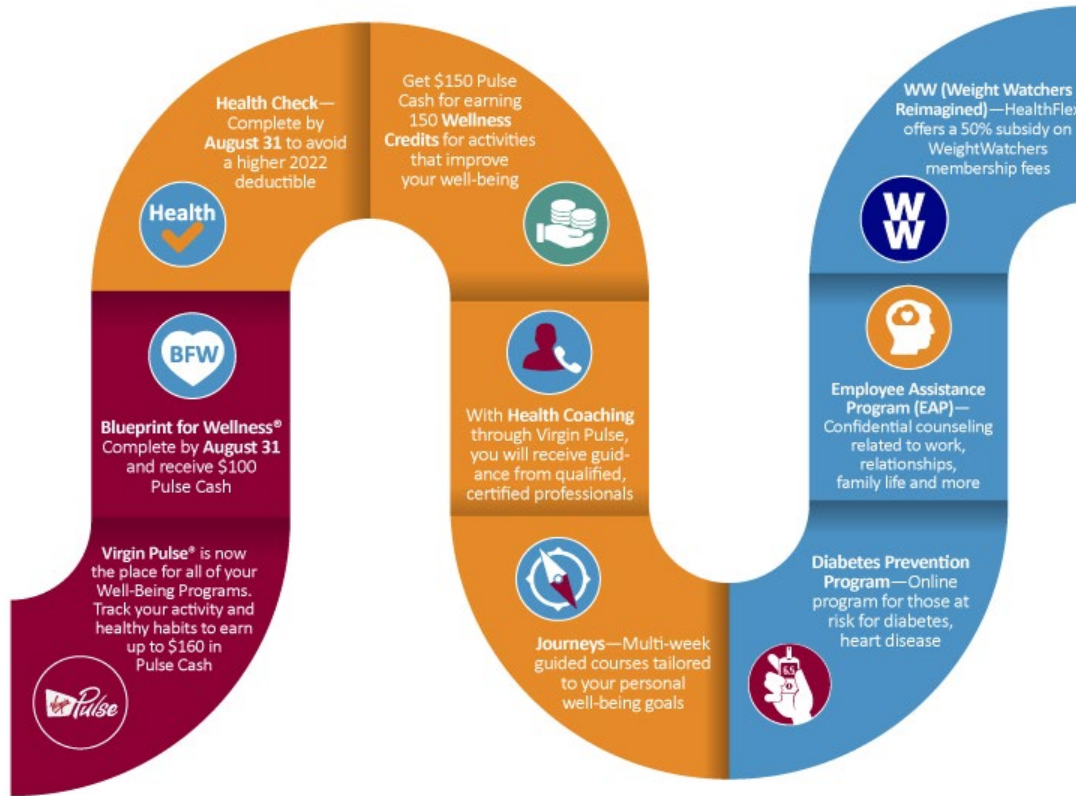 Virgin Pulse® is now
the place for all of your
Well-Being Programs.
Track your activity and
healthy habits to earn
up to $160 in
Pulse Cash
Virgin Pulse
BFW
Blueprint for Wellness®
Complete by August 31
and receive $100
Pulse Cash
Health Check—
Complete by
August 31 to avoid
a higher 2022
deductible
Health
Get $150 Pulse
Cash for earning
150 Wellness
Credits for activities
that improve
your well-being
With Health Coaching
through Virgin Pulse,
you will receive guid-
ance from qualified,
certified professionals
Journeys—Multi-week
guided courses tailored
to your personal
well-being goals
Diabetes Prevention
Program—Online
program for those at
risk for diabetes,
heart disease
6.5
Employee Assistance
Program (EAP)—
Confidential counseling
related to work,
relationships,
family life and more
WW (Weight Watchers
Reimagined)—HealthFlex
offers a 50% subsidy on
WeightWatchers
membership fees
W
W